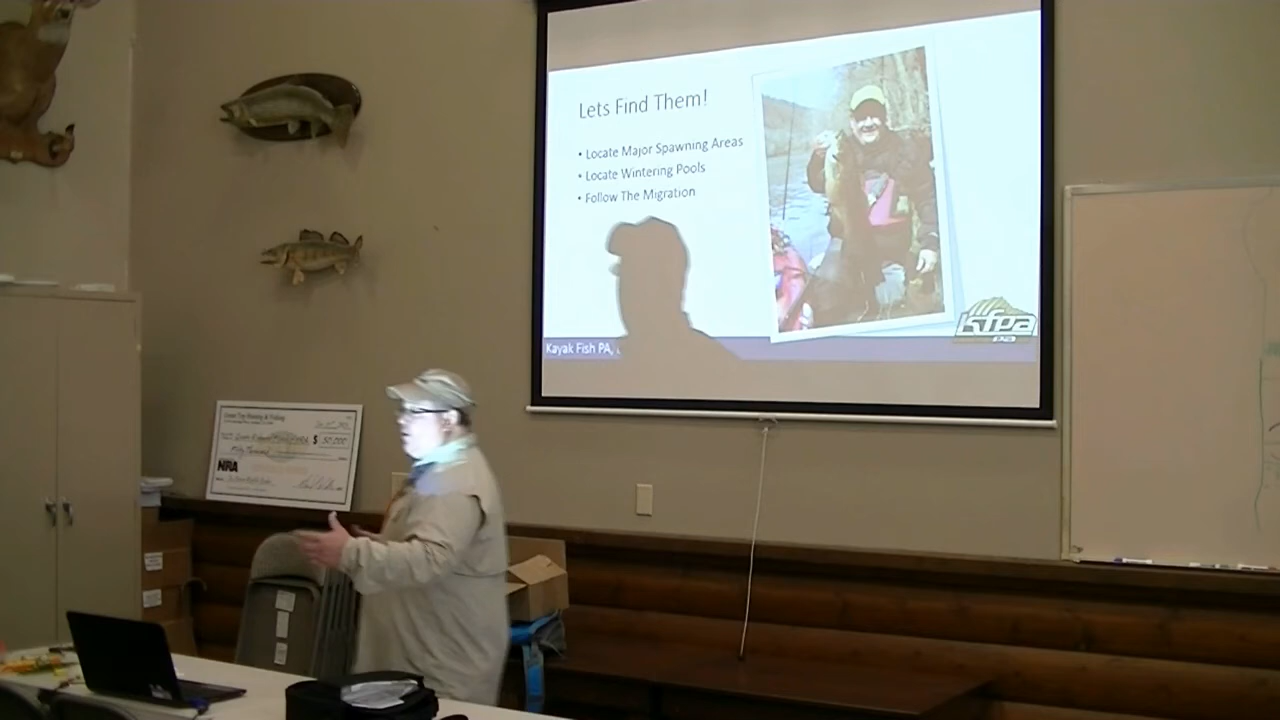 Lets Find Them!
• Locate Major Spawning Areas
• Locate Wintering Pools
• Follow The Migration
Kayak Fish PA,
kfpa
$ 50,000
NRA